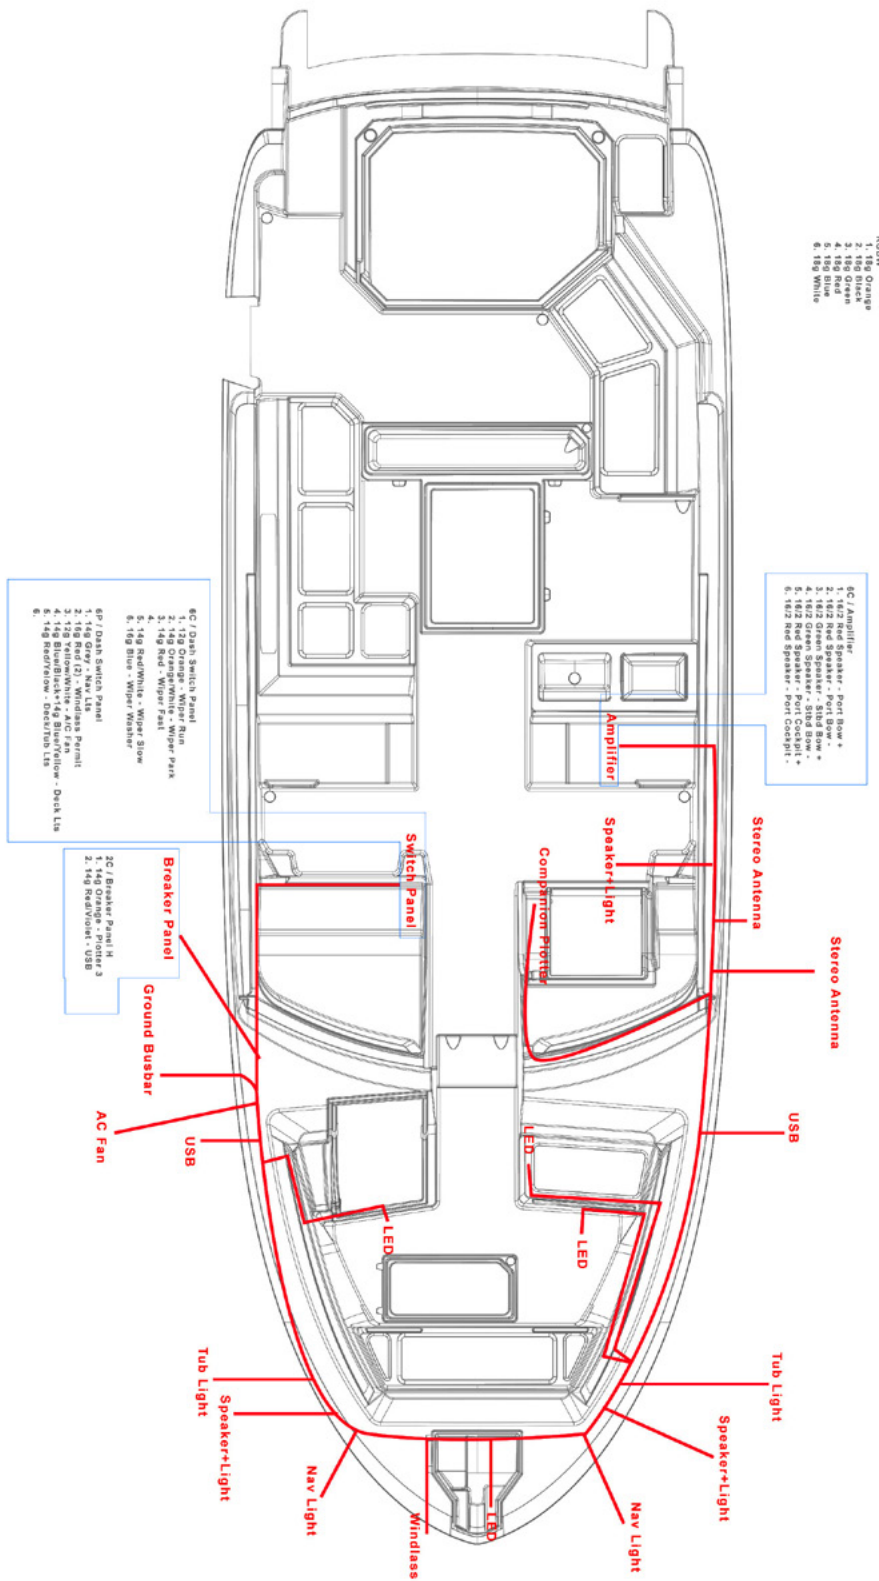 1. 18g Orange
2. 18g Black
3. 18g Green
4. 18g Red
5. 18g Blue
6. 18g White
6C / Amplifier
1. 16/2 Red Speaker - Port Bow +
2. 16/2 Red Speaker - Port Bow -
3. 16/2 Green Speaker - Stbd Bow +
4. 16/2 Green Speaker - Stbd Bow -
5. 16/2 Red Speaker - Port Cockpit +
6. 16/2 Red Speaker - Port Cockpit -
Amplifier
Speaker+Light
Stereo Antenna
Stereo Antenna
Companion Plotter
USB
LED
LED
Tub Light
Speaker+Light
Nav Light
LED
Windlass
Nav Light
Speaker+Light
Tub Light
LED
USB
AC Fan
Ground Busbar
Breaker Panel
Switch Panel
6C / Dash Switch Panel
1. 12g Orange - Wiper Run
2. 14g Orange/White - Wiper Park
3. 14g Red - Wiper Fast
4.
5. 14g Red/White - Wiper Slow
6. 16g Blue - Wiper Washer
6P / Dash Switch Panel
1. 14g Grey - Nav Lts
2. 16g Red (2) - Windlass Permit
3. 12g Yellow/White - A/C Fan
4. 14g Blue/Black+14g Blue/Yellow - Deck Lts
5. 14g Red/Yellow - Deck/Tub Lts
6.
2C / Breaker Panel H
1. 14g Orange - Plotter 3
2. 14g Red/Violet - USB